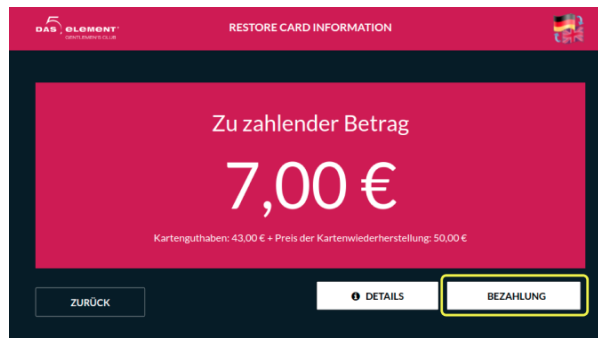 5
DAS ELEMENT
GENTLEMEN'S CLUB
RESTORE CARD INFORMATION
Zu zahlender Betrag
7,00 €
Kartenguthaben: 43,00 € + Preis der Kartenwiederherstellung: 50,00 €
ZURÜCK
DETAILS
BEZAHLUNG